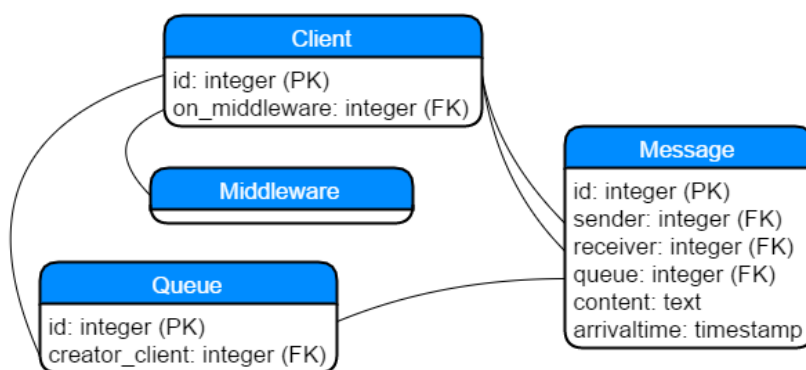 Client
id: integer (PK)
on_middleware: integer (FK)
Middleware
Queue
id: integer (PK)
creator_client: integer (FK)
Message
id: integer (PK)
sender: integer (FK)
receiver: integer (FK)
queue: integer (FK)
content: text
arrivaltime: timestamp